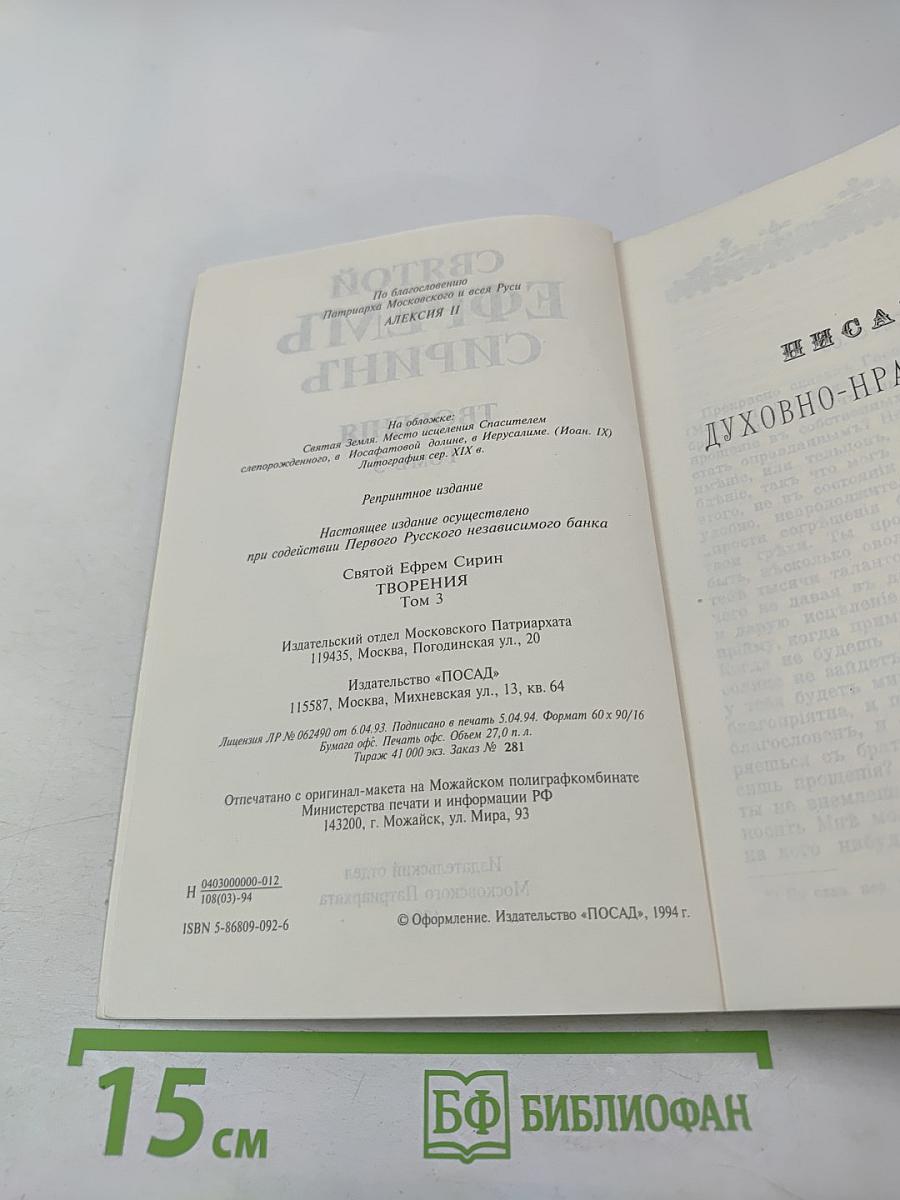 По благословению
Патриарха Московского и всея Руси
АЛЕКСИЯ II
На обложке:
Святая Земля. Место исцеления Спасителем
слепорожденного, в Иосафатовой долине, в Иерусалиме. (Иоан. IX)
Литография сер. XIX в.
Репринтное издание
Настоящее издание осуществлено
при содействии Первого Русского независимого банка
Святой Ефрем Сирин
ТВОРЕНИЯ
Том 3
Издательский отдел Московского Патриархата
119435, Москва, Погодинская ул., 20
Издательство «ПОСАД»
115587, Москва, Михневская ул., 13, кв. 64
Лицензия ЛР № 062490 от 6.04.93. Подписано в печать 5.04.94. Формат 60 х 90/16
Бумага офс. Печать офс. Объем 27,0 п. л.
Тираж 41 000 экз. Заказ № 281
Отпечатано с оригинал-макета на Можайском полиграфкомбинате
Министерства печати и информации РФ
143200, г. Можайск, ул. Мира, 93
Н 0403000000-012
108(03)-94
ISBN 5-86809-092-6
© Оформление. Издательство «ПОСАД», 1994 г.
ПИСА
ДУХОВНО-НРА
15 см
БФ БИБЛИОФАН